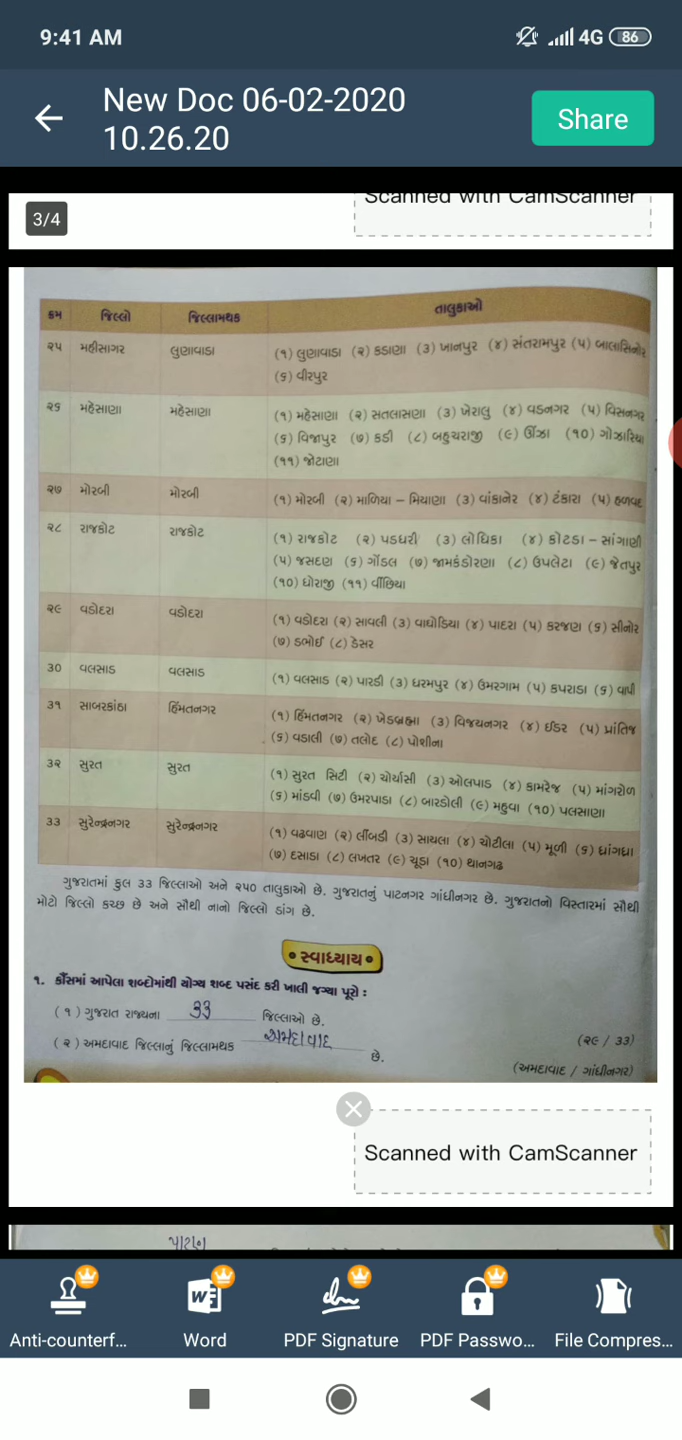 9:41 AM
4G 86
New Doc 06-02-2020
10.26.20
Share
Scanned with CamScanner
3/4
ક્રમ જિલ્લો જિલ્લામથક તાલુકાઓ
૨૫ મહીસાગર લુણાવાડા (૧) લુણાવાડા (૨) કડાણા (૩) ખાનપુર (૪) સંતરામપુર (૫) બાલાસિનોર
(૬) વીરપુર
૨૬ મહેસાણા મહેસાણા (૧) મહેસાણા (૨) સતલાસણા (૩) ખેરાલુ (૪) વડનગર (૫) વિસનગર
(૬) વિજાપુર (૭) કડી (૮) બહુચરાજી (૯) ઊંઝા (૧૦) ગોઝારિયા
(૧૧) જોટાણા
૨૭ મોરબી મોરબી (૧) મોરબી (૨) માળિયા – મિયાણા (૩) વાંકાનેર (૪) ટંકારા (૫) હળવદ
૨૮ રાજકોટ રાજકોટ (૧) રાજકોટ (૨) પડધરી (૩) લોધિકા (૪) કોટડા – સાંગાણી
(૫) જસદણ (૬) ગોંડલ (૭) જામકંડોરણા (૮) ઉપલેટા (૯) જેતપુર
(૧૦) ધોરાજી (૧૧) વીંછિયા
૨૯ વડોદરા વડોદરા (૧) વડોદરા (૨) સાવલી (૩) વાઘોડિયા (૪) પાદરા (૫) કરજણ (૬) સીનોર
(૭) ડભોઈ (૮) ડેસર
૩૦ વલસાડ વલસાડ (૧) વલસાડ (૨) પારડી (૩) ધરમપુર (૪) ઉમરગામ (૫) કપરાડા (૬) વાપી
૩૧ સાબરકાંઠા હિંમતનગર (૧) હિંમતનગર (૨) ખેડબ્રહ્મા (૩) વિજયનગર (૪) ઈડર (૫) પ્રાંતિજ
(૬) વડાલી (૭) તલોદ (૮) પોશીના
૩૨ સુરત સુરત (૧) સુરત સિટી (૨) ચોર્યાસી (૩) ઓલપાડ (૪) કામરેજ (૫) માંગરોળ
(૬) માંડવી (૭) ઉમરપાડા (૮) બારડોલી (૯) મહુવા (૧૦) પલસાણા
૩૩ સુરેન્દ્રનગર સુરેન્દ્રનગર (૧) વઢવાણ (૨) લીંબડી (૩) સાયલા (૪) ચોટીલા (૫) મૂળી (૬) ધ્રાંગધ્રા
(૭) દસાડા (૮) લખતર (૯) ચૂડા (૧૦) થાનગઢ
ગુજરાતમાં કુલ ૩૩ જિલ્લાઓ અને ૨૫૦ તાલુકાઓ છે. ગુજરાતનું પાટનગર ગાંધીનગર છે. ગુજરાતનો વિસ્તારમાં સૌથી
મોટો જિલ્લો કચ્છ છે અને સૌથી નાનો જિલ્લો ડાંગ છે.
• સ્વાધ્યાય •
૧. કૌંસમાં આપેલા શબ્દોમાંથી યોગ્ય શબ્દ પસંદ કરી ખાલી જગ્યા પૂરો :
(૧) ગુજરાત રાજ્યના ૩૩ જિલ્લાઓ છે. (૨૯ / ૩૩)
(૨) અમદાવાદ જિલ્લાનું જિલ્લામથક અમદાવાદ છે. (અમદાવાદ / ગાંધીનગર)
Scanned with CamScanner
પાટણ
Anti-counterf... Word PDF Signature PDF Passwo... File Compres...